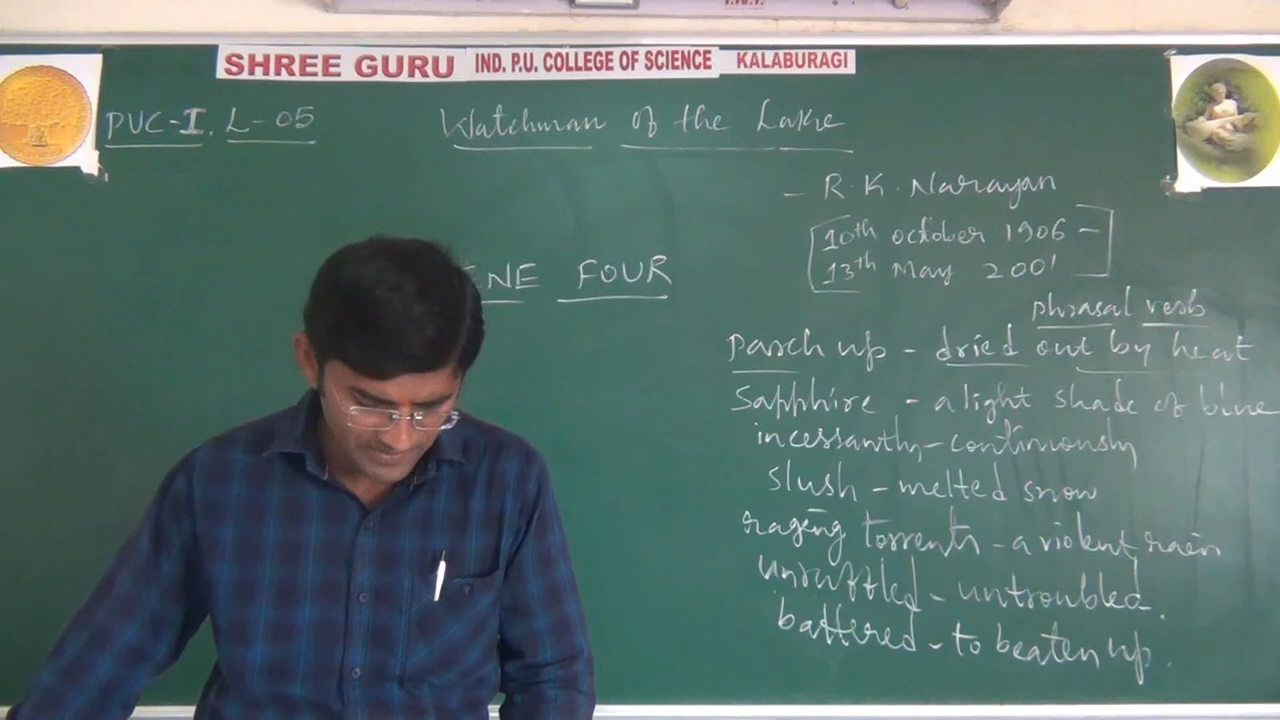 SHREE GURU IND. P.U. COLLEGE OF SCIENCE KALABURAGI
PUC-I. L-05
Watchman of the Lake
- R.K. Narayan
[10th october 1906 -
13th May 2001]
ENE FOUR
phrasal verb
parch up - dried out by heat
Sapphire - a light shade of blue
incessantly - continuously
slush - melted snow
raging torrents - a violent rain
unruffled - untroubled.
battered - to beaten up.